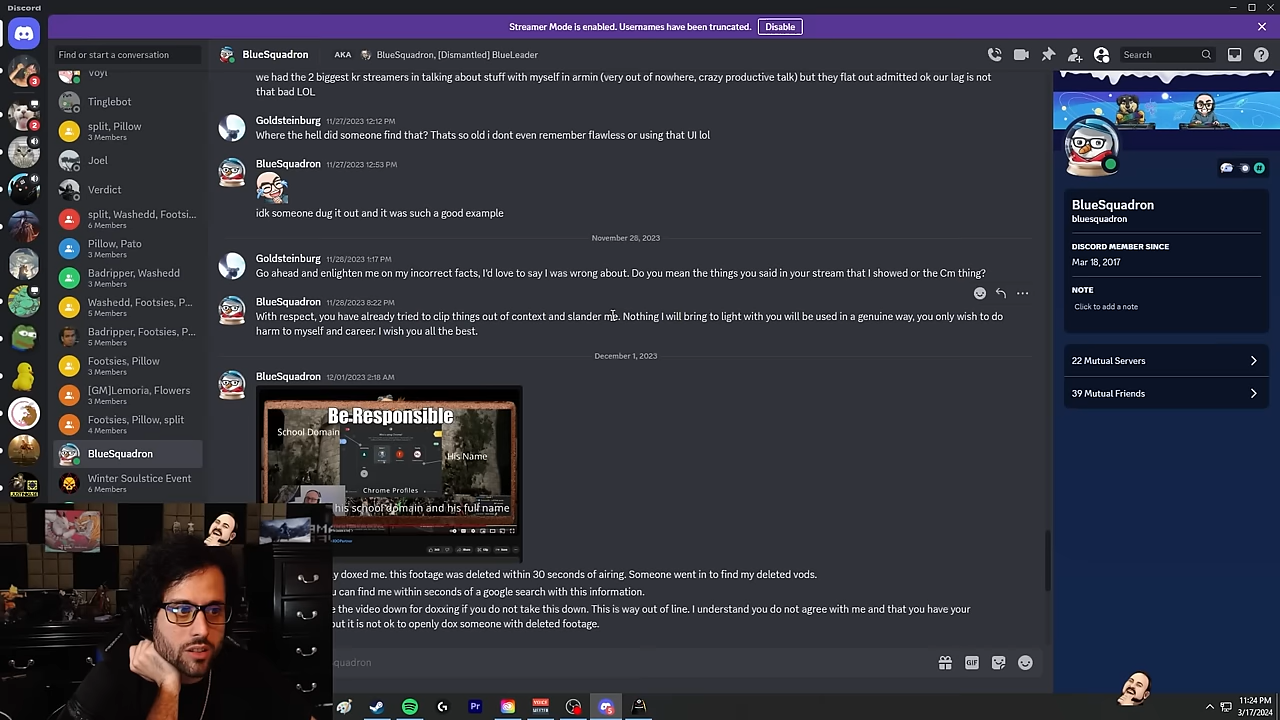 Discord
Streamer Mode is enabled. Usernames have been truncated.
Disable
Find or start a conversation
BlueSquadron
AKA
BlueSquadron, [Dismantled] BlueLeader
Search
Voyl
Tinglebot
split, Pillow
3 Members
Joel
Verdict
split, Washedd, Footsi...
6 Members
Pillow, Pato
3 Members
Badripper, Washedd
3 Members
Washedd, Footsies, P...
5 Members
Badripper, Footsies, P...
5 Members
Footsies, Pillow
3 Members
[GM]Lemoria, Flowers
3 Members
Footsies, Pillow, split
4 Members
BlueSquadron
Winter Soulstice Event
6 Members
3
2
we had the 2 biggest kr streamers in talking about stuff with myself in armin (very out of nowhere, crazy productive talk) but they flat out admitted ok our lag is not
that bad LOL
Goldsteinburg 11/27/2023 12:12 PM
Where the hell did someone find that? Thats so old i dont even remember flawless or using that UI lol
BlueSquadron 11/27/2023 12:53 PM
idk someone dug it out and it was such a good example
November 28, 2023
Goldsteinburg 11/28/2023 1:17 PM
Go ahead and enlighten me on my incorrect facts, I'd love to say I was wrong about. Do you mean the things you said in your stream that I showed or the Cm thing?
BlueSquadron 11/28/2023 8:22 PM
With respect, you have already tried to clip things out of context and slander me. Nothing I will bring to light with you will be used in a genuine way, you only wish to do
harm to myself and career. I wish you all the best.
December 1, 2023
BlueSquadron 12/01/2023 2:18 AM
Be Responsible
School Domain
His Name
Chrome Profiles
his school domain and his full name
y doxed me. this footage was deleted within 30 seconds of airing. Someone went in to find my deleted vods.
u can find me within seconds of a google search with this information.
e the video down for doxxing if you do not take this down. This is way out of line. I understand you do not agree with me and that you have your
but it is not ok to openly dox someone with deleted footage.
quadron
GIF
BlueSquadron
bluesquadron
DISCORD MEMBER SINCE
Mar 18, 2017
NOTE
Click to add a note
22 Mutual Servers
39 Mutual Friends
Pr
11:24 PM
3/17/2024